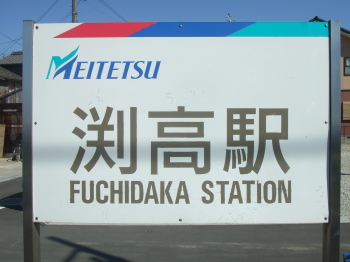 MEITETSU
渕高駅
FUCHIDAKA STATION